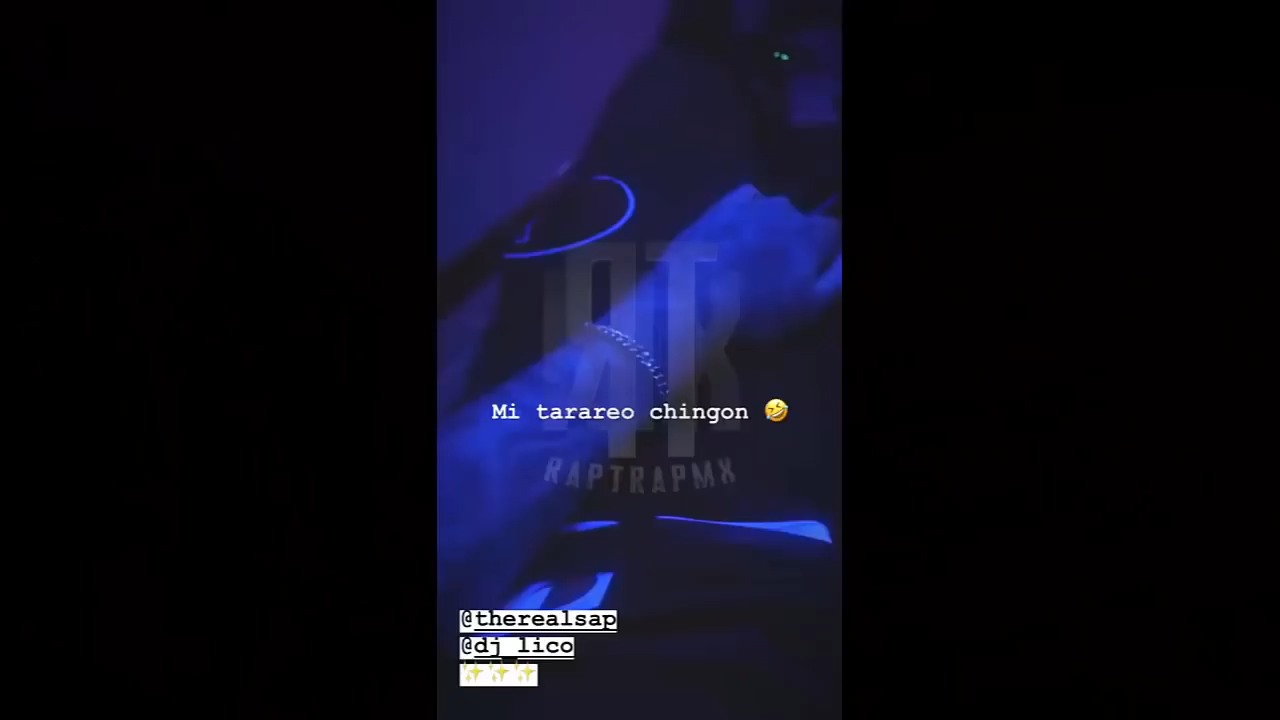 Mi tarareo chingon 🤣
RAPTRAPMX
@therealsap
@dj_lico
✨✨✨